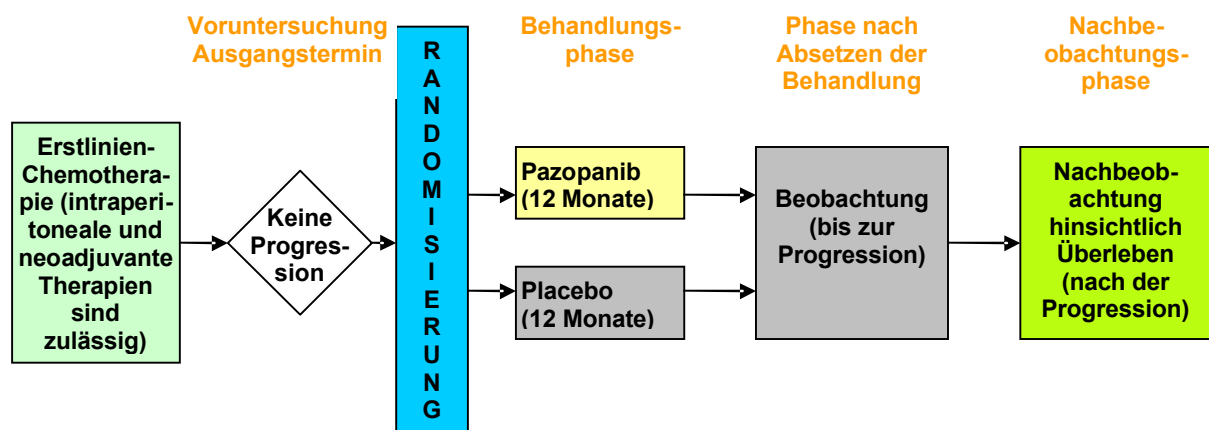 Voruntersuchung
Ausgangstermin
Behandlungs-
phase
Phase nach
Absetzen der
Behandlung
Nachbe-
obachtungs-
phase
Erstlinien-
Chemothera-
pie (intraperi-
toneale und
neoadjuvante
Therapien
sind
zulässig)
Keine
Progres-
sion
R
A
N
D
O
M
I
S
I
E
R
U
N
G
Pazopanib
(12 Monate)
Placebo
(12 Monate)
Beobachtung
(bis zur
Progression)
Nachbeob-
achtung
hinsichtlich
Überleben
(nach der
Progression)